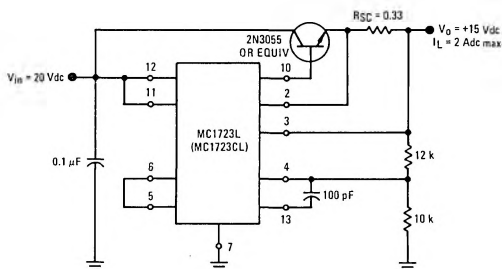 RSC = 0.33
Vo = +15 Vdc
IL = 2 Adc max
2N3055
OR EQUIV
Vin = 20 Vdc
12
10
11
2
3
MC1723L
(MC1723CL)
0.1 µF
12 k
6
4
5
100 pF
13
10 k
7